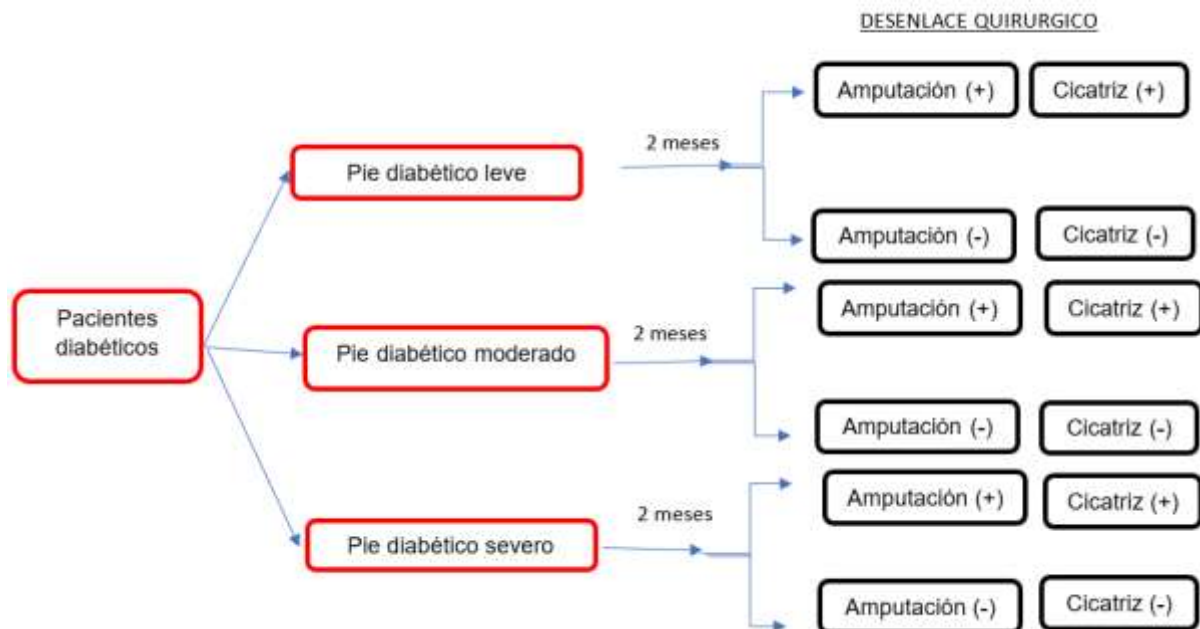 DESENLACE QUIRURGICO
Amputación (+) Cicatriz (+)
2 meses
Pie diabético leve
Amputación (-) Cicatriz (-)
Amputación (+) Cicatriz (+)
Pacientes
diabéticos
2 meses
Pie diabético moderado
Amputación (-) Cicatriz (-)
Amputación (+) Cicatriz (+)
2 meses
Pie diabético severo
Amputación (-) Cicatriz (-)